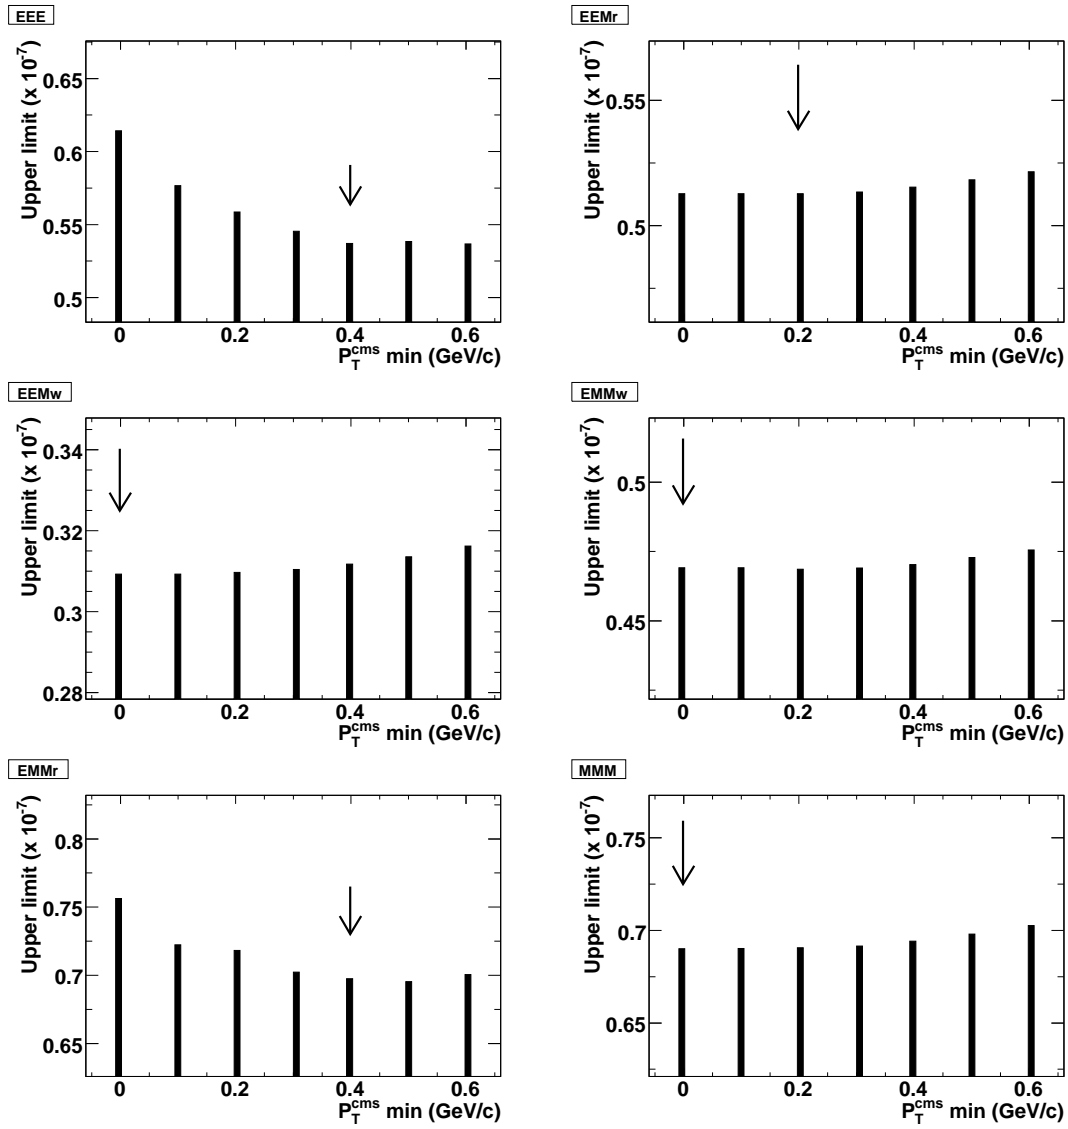 EEE
Upper limit (x 10^-7)
0.65
0.6
0.55
0.5
0 0.2 0.4 0.6
P_T^cms min (GeV/c)
EEMr
Upper limit (x 10^-7)
0.55
0.5
0 0.2 0.4 0.6
P_T^cms min (GeV/c)
EEMw
Upper limit (x 10^-7)
0.34
0.32
0.3
0.28
0 0.2 0.4 0.6
P_T^cms min (GeV/c)
EMMw
Upper limit (x 10^-7)
0.5
0.45
0 0.2 0.4 0.6
P_T^cms min (GeV/c)
EMMr
Upper limit (x 10^-7)
0.8
0.75
0.7
0.65
0 0.2 0.4 0.6
P_T^cms min (GeV/c)
MMM
Upper limit (x 10^-7)
0.75
0.7
0.65
0 0.2 0.4 0.6
P_T^cms min (GeV/c)